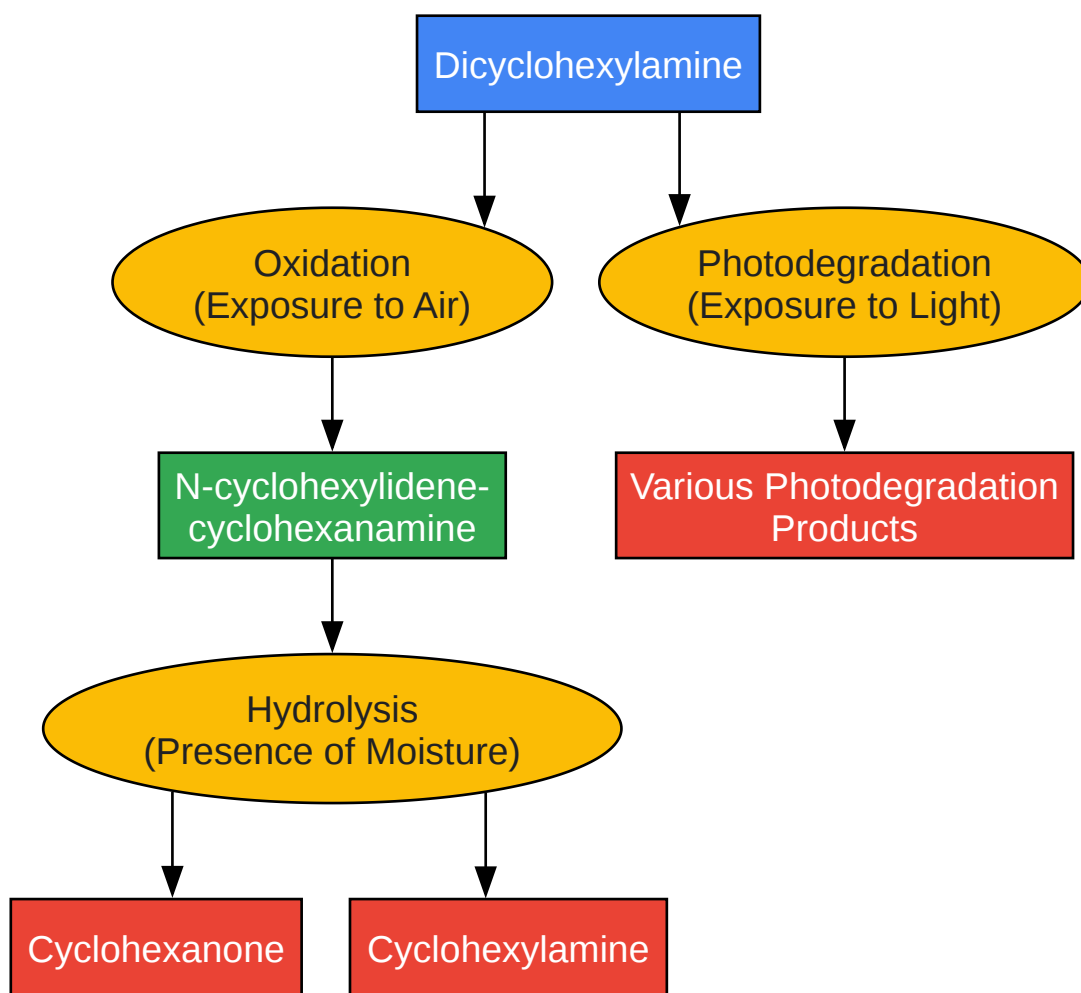 Dicyclohexylamine
Oxidation
(Exposure to Air)
Photodegradation
(Exposure to Light)
N-cyclohexylidene-
cyclohexanamine
Various Photodegradation
Products
Hydrolysis
(Presence of Moisture)
Cyclohexanone
Cyclohexylamine